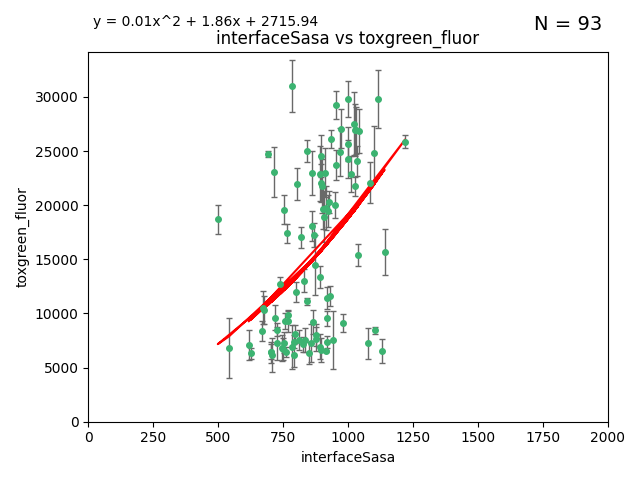 y = 0.01x^2 + 1.86x + 2715.94
N = 93
interfaceSasa vs toxgreen_fluor
toxgreen_fluor
30000
25000
20000
15000
10000
5000
0
0 250 500 750 1000 1250 1500 1750 2000
interfaceSasa